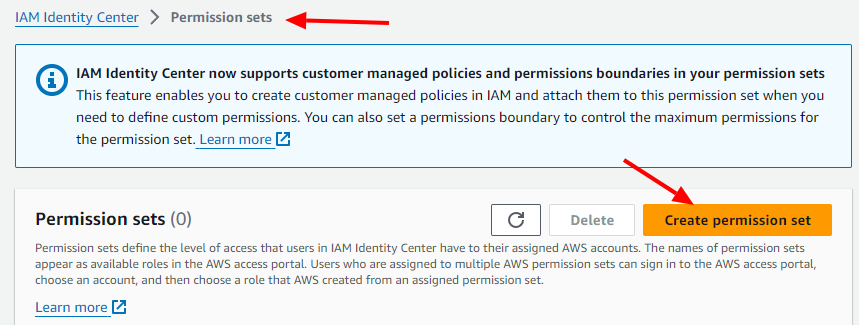 IAM Identity Center > Permission sets
IAM Identity Center now supports customer managed policies and permissions boundaries in your permission sets
This feature enables you to create customer managed policies in IAM and attach them to this permission set when you
need to define custom permissions. You can also set a permissions boundary to control the maximum permissions for
the permission set. Learn more
Permission sets (0)
Delete
Create permission set
Permission sets define the level of access that users in IAM Identity Center have to their assigned AWS accounts. The names of permission sets
appear as available roles in the AWS access portal. Users who are assigned to multiple AWS permission sets can sign in to the AWS access portal,
choose an account, and then choose a role that AWS created from an assigned permission set.
Learn more